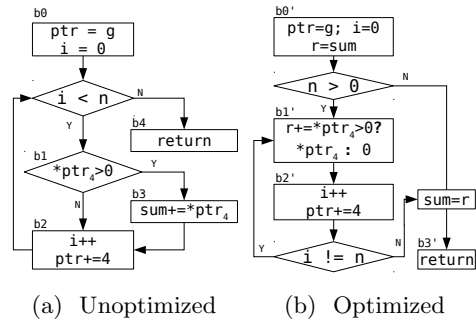 b0
ptr = g
i = 0
i < n
N
Y
b4
return
b1
*ptr₄>0
Y
N
b3
sum+=*ptr₄
b2
i++
ptr+=4
(a) Unoptimized
b0'
ptr=g; i=0
r=sum
n > 0
N
Y
b1'
r+=*ptr₄>0?
*ptr₄ : 0
b2'
i++
ptr+=4
sum=r
Y
i != n
N
b3'
return
(b) Optimized